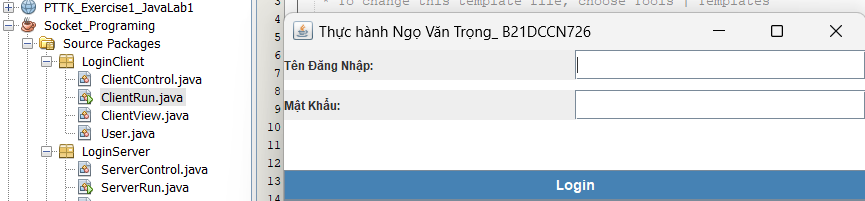 PTTK_Exercise1_JavaLab1
Socket_Programing
Source Packages
LoginClient
ClientControl.java
ClientRun.java
ClientView.java
User.java
LoginServer
ServerControl.java
ServerRun.java
3
4
5
6
7
8
9
10
11
12
13
14
* To change this template file, choose Tools | Templates
Thực hành Ngọ Văn Trọng_ B21DCCN726
Tên Đăng Nhập:
Mật Khẩu:
Login